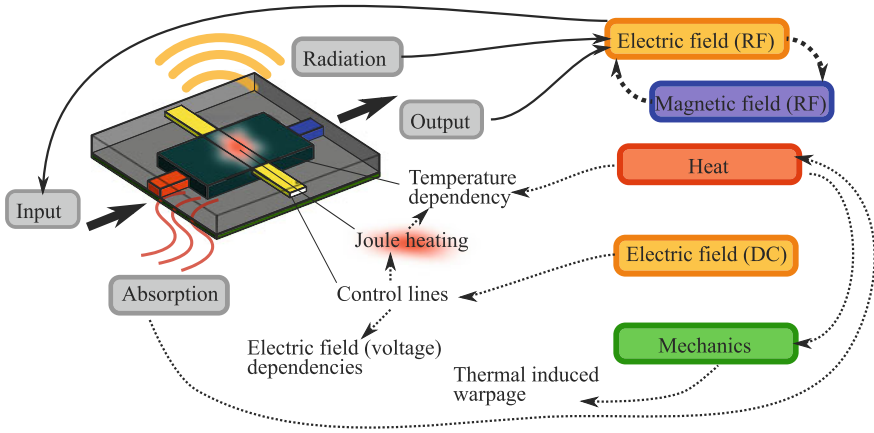 Electric field (RF)
Radiation
Magnetic field (RF)
Output
Heat
Temperature
dependency
Input
Joule heating
Electric field (DC)
Absorption
Control lines
Mechanics
Electric field (voltage)
dependencies
Thermal induced
warpage